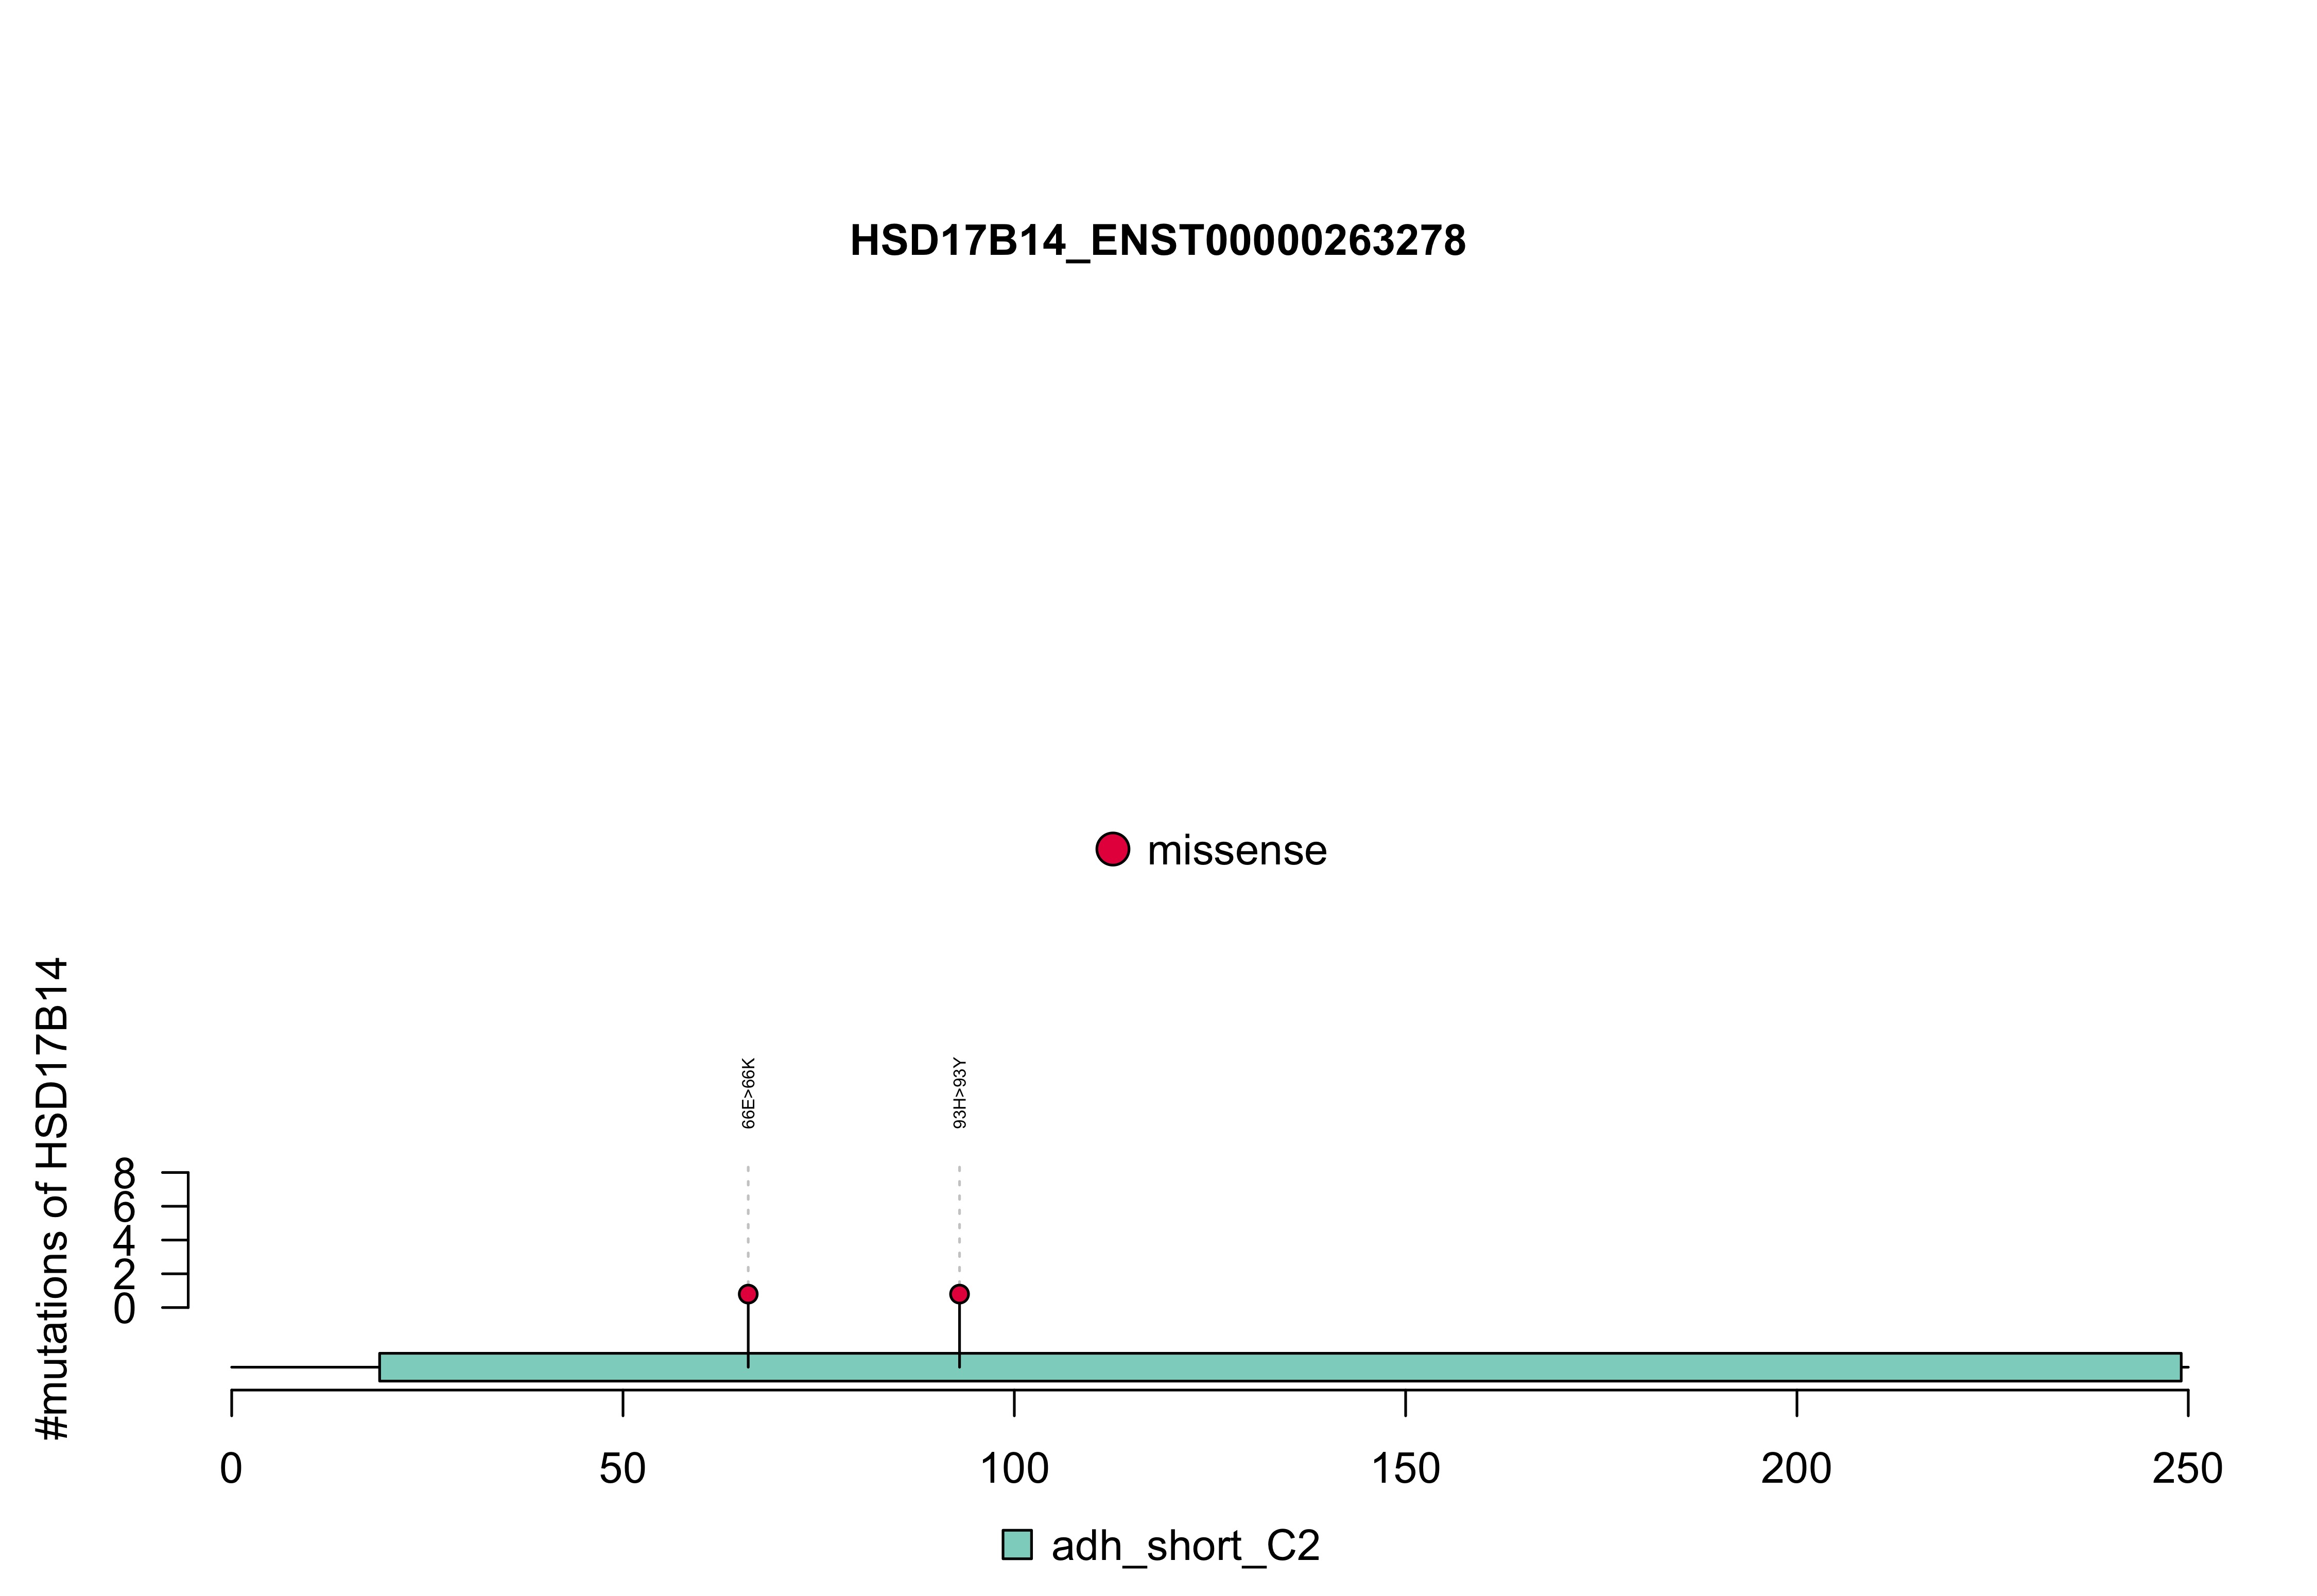 HSD17B14_ENST00000263278
missense
#mutations of HSD17B14
66E>66K
93H>93Y
8
6
4
2
0
0 50 100 150 200 250
adh_short_C2